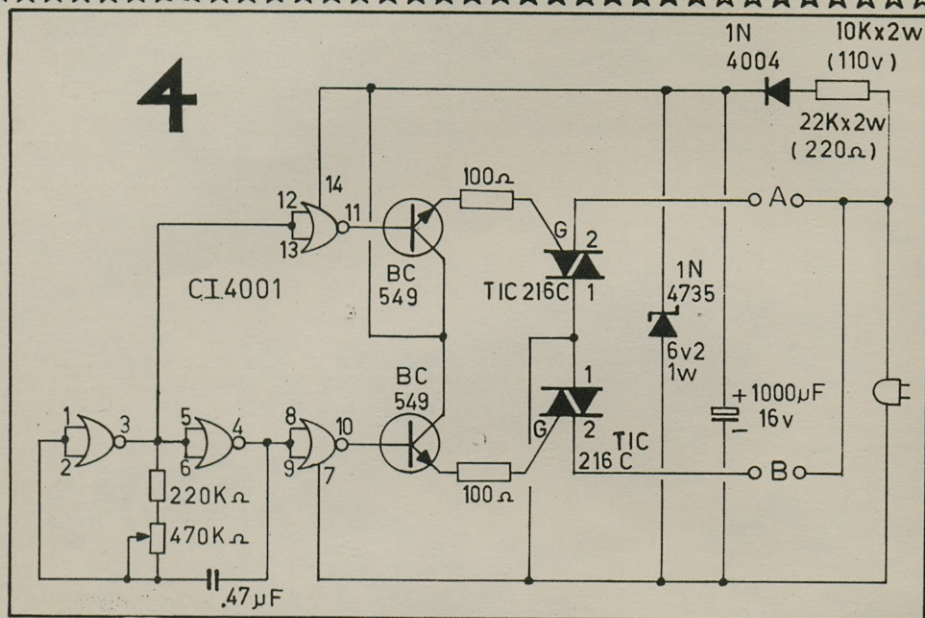 4
1N
4004
10Kx2w
(110v)
22Kx2w
(220Ω)
100Ω
12
13
14
11
BC
549
G
2
1
TIC 216C
A
CI.4001
1N
4735
6v2
1w
BC
549
1
2
G
TIC
216 C
+1000µF
16v
-
B
1
2
3
5
6
4
8
9
10
7
100Ω
220KΩ
470KΩ
.47µF